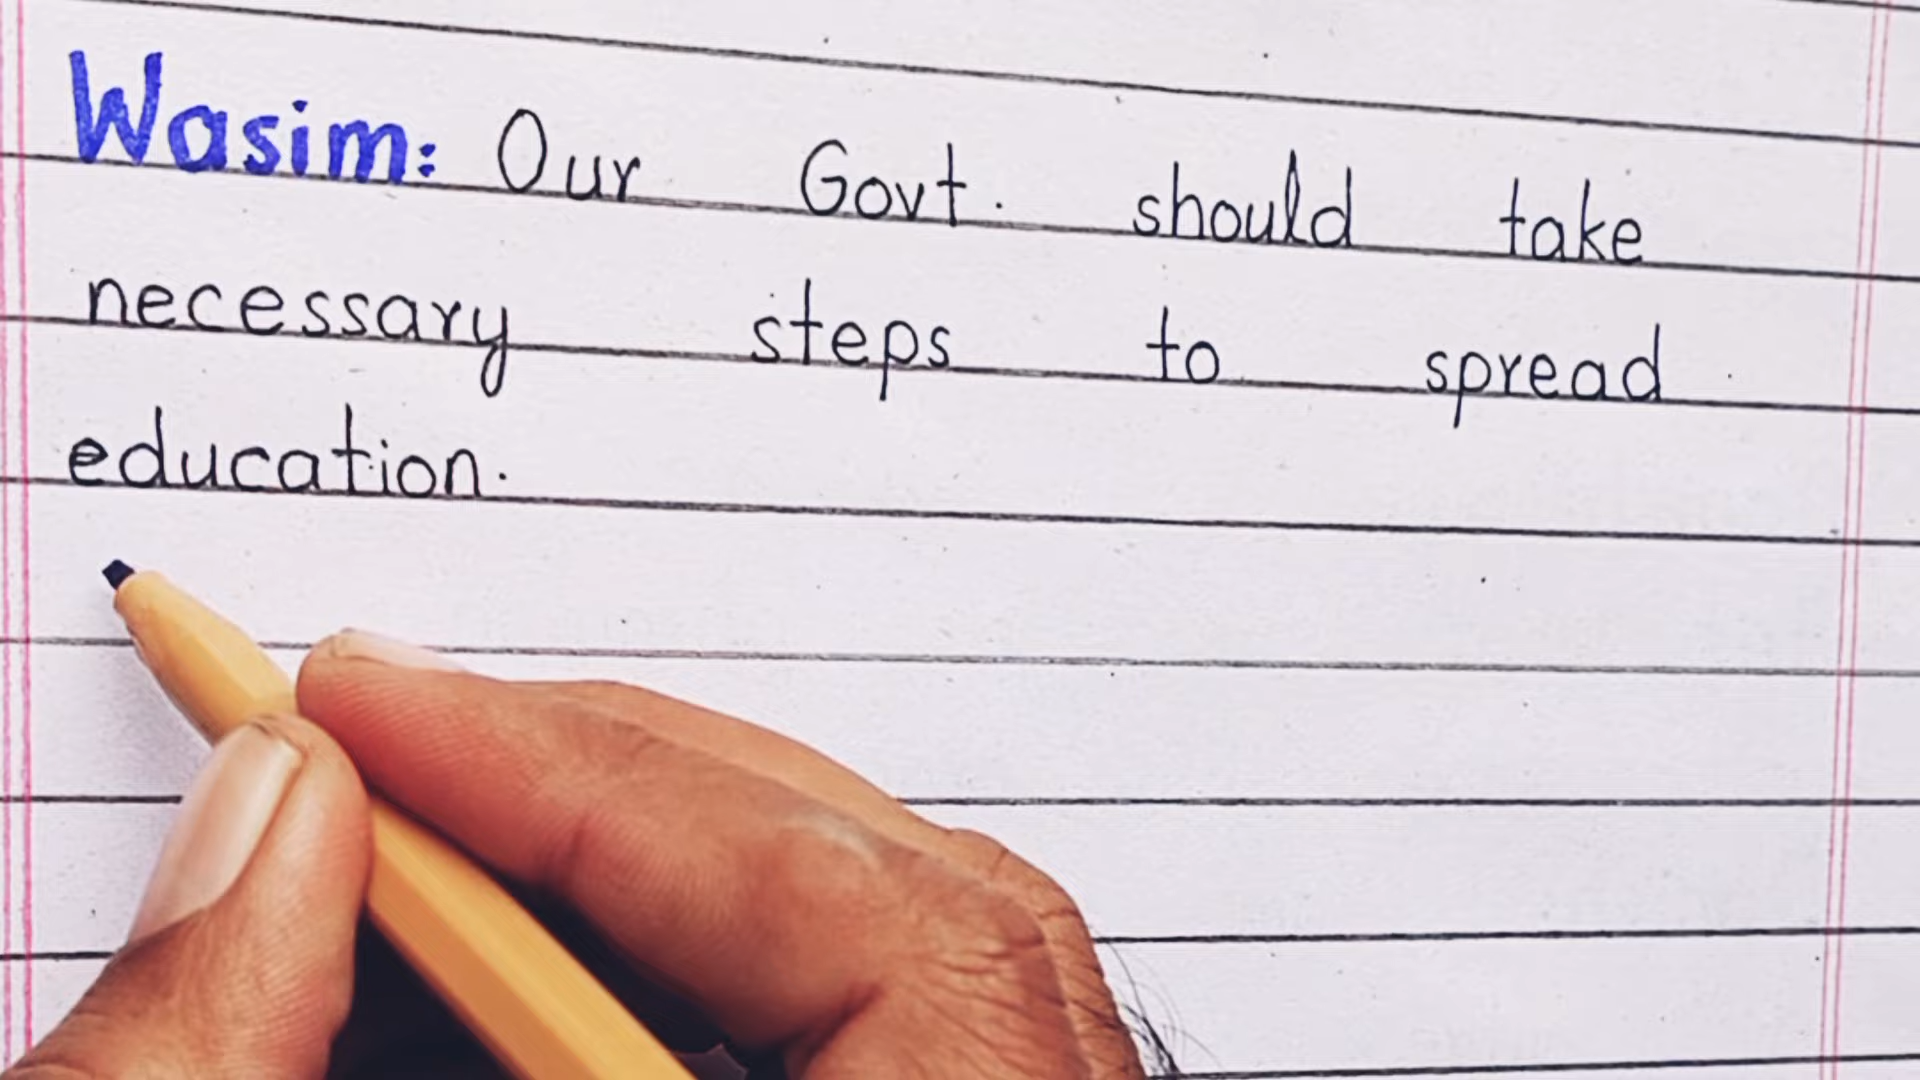 Wasim: Our Govt. should take
necessary steps to spread
education.